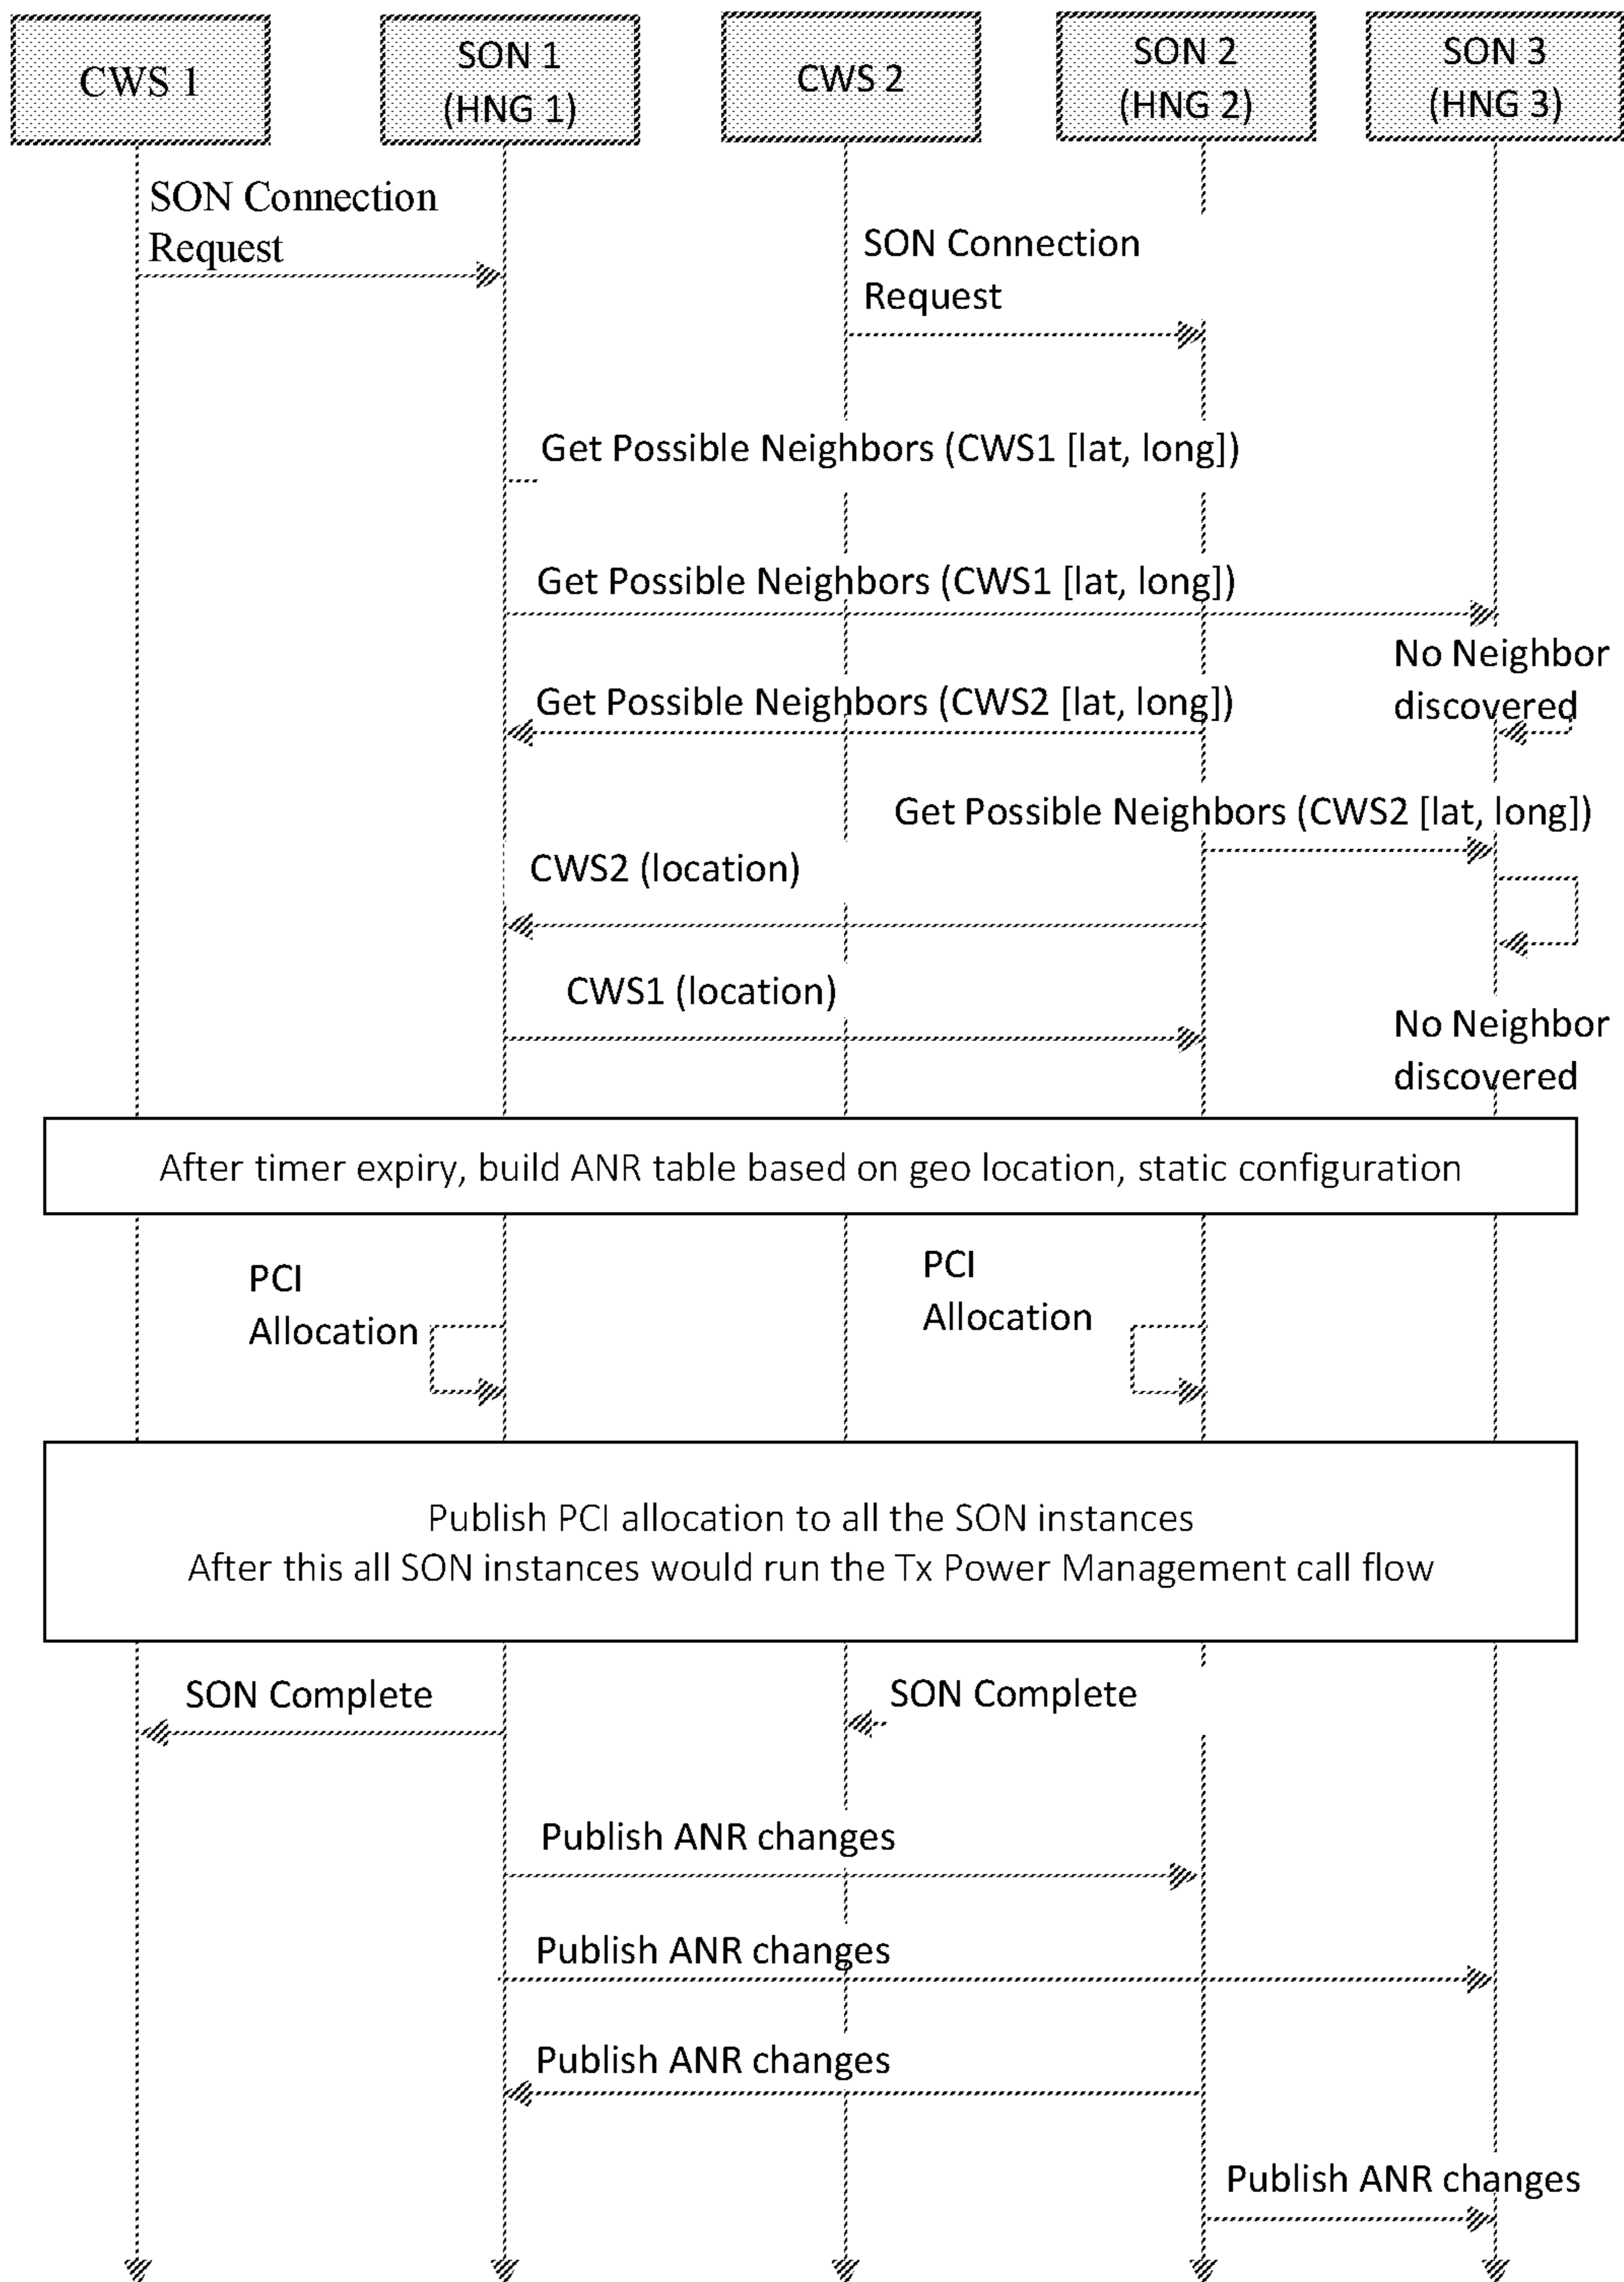 CWS 1
SON 1
(HNG 1)
CWS 2
SON 2
(HNG 2)
SON 3
(HNG 3)
SON Connection
Request
SON Connection
Request
Get Possible Neighbors (CWS1 [lat, long])
Get Possible Neighbors (CWS1 [lat, long])
No Neighbor
discovered
Get Possible Neighbors (CWS2 [lat, long])
Get Possible Neighbors (CWS2 [lat, long])
CWS2 (location)
CWS1 (location)
No Neighbor
discovered
After timer expiry, build ANR table based on geo location, static configuration
PCI
Allocation
PCI
Allocation
Publish PCI allocation to all the SON instances
After this all SON instances would run the Tx Power Management call flow
SON Complete
SON Complete
Publish ANR changes
Publish ANR changes
Publish ANR changes
Publish ANR changes